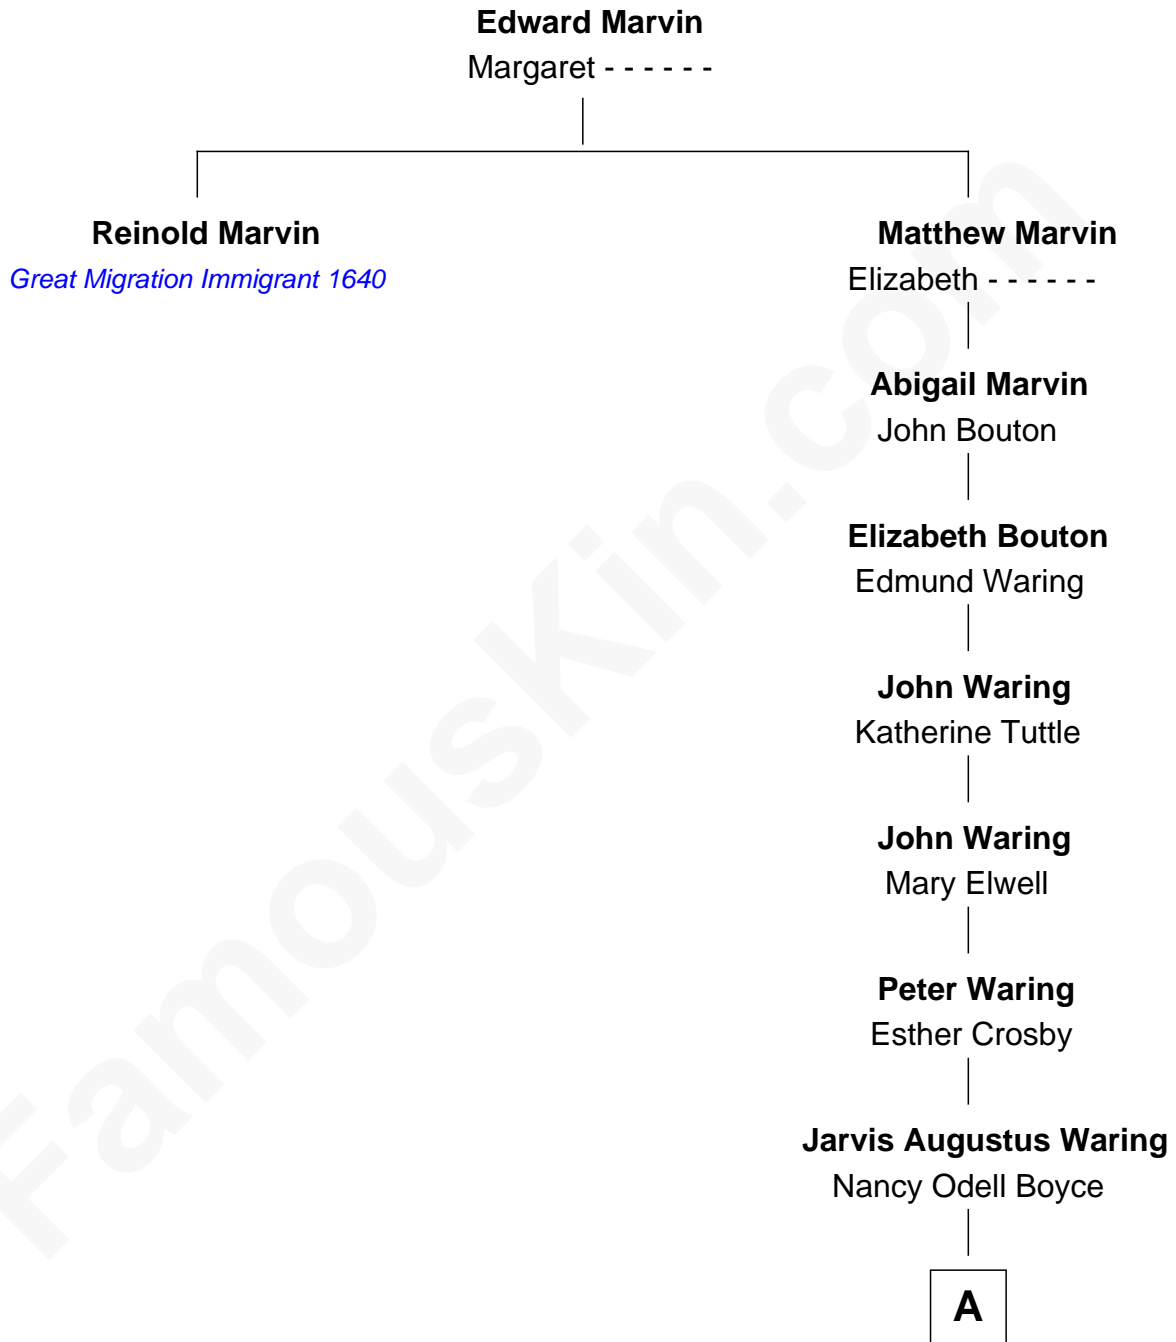 Edward Marvin
Margaret - - - - - -
Reinold Marvin
Great Migration Immigrant 1640
Matthew Marvin
Elizabeth - - - - - -
Abigail Marvin
John Bouton
Elizabeth Bouton
Edmund Waring
John Waring
Katherine Tuttle
John Waring
Mary Elwell
Peter Waring
Esther Crosby
Jarvis Augustus Waring
Nancy Odell Boyce
A
FamousKin.com